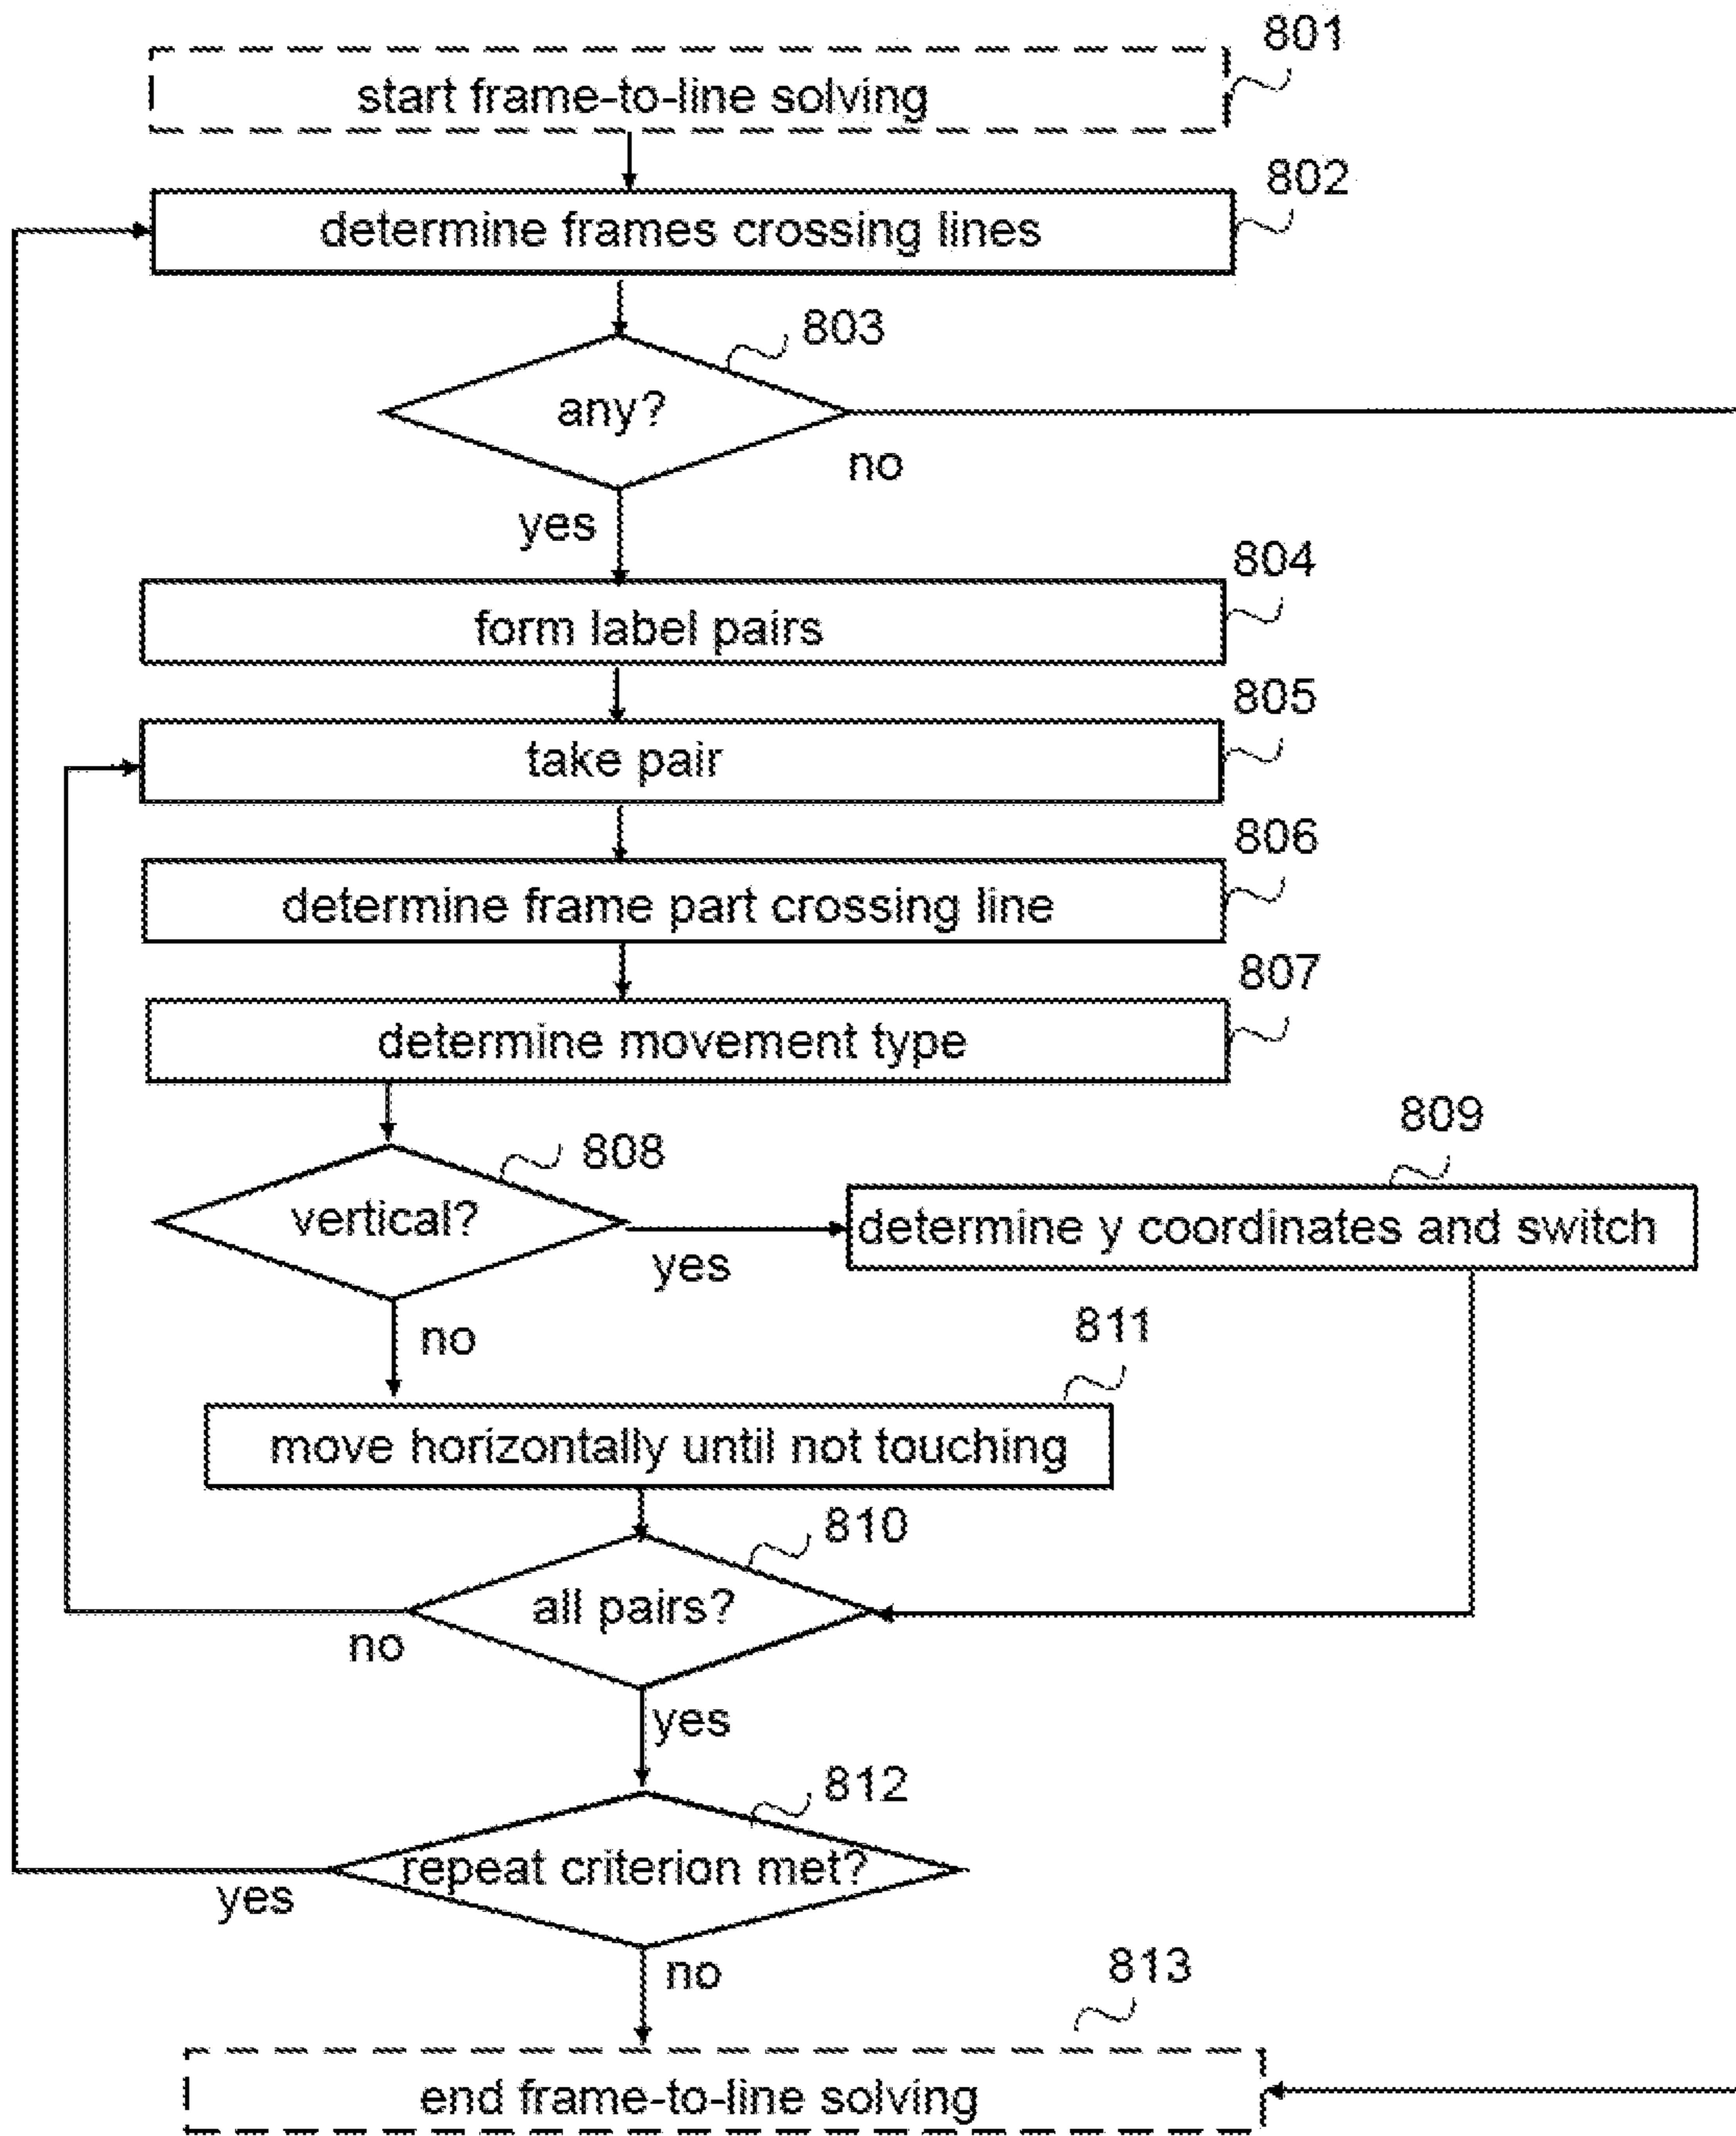 801
start frame-to-line solving
802
determine frames crossing lines
803
any?
no
yes
804
form label pairs
805
take pair
806
determine frame part crossing line
807
determine movement type
808
809
vertical?
determine y coordinates and switch
yes
no
811
move horizontally until not touching
810
all pairs?
no
yes
812
repeat criterion met?
yes
no
813
end frame-to-line solving